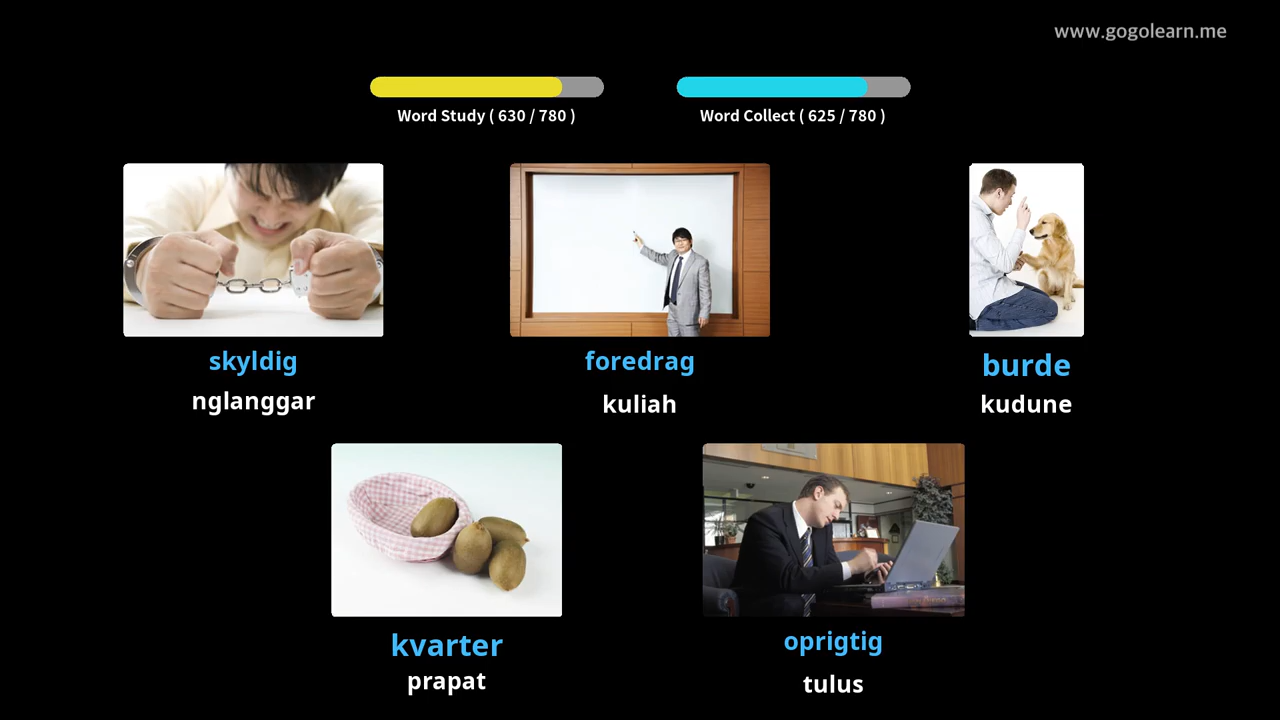 www.gogolearn.me
Word Study ( 630 / 780 )
Word Collect ( 625 / 780 )
skyldig
nglanggar
foredrag
kuliah
burde
kudune
kvarter
prapat
oprigtig
tulus